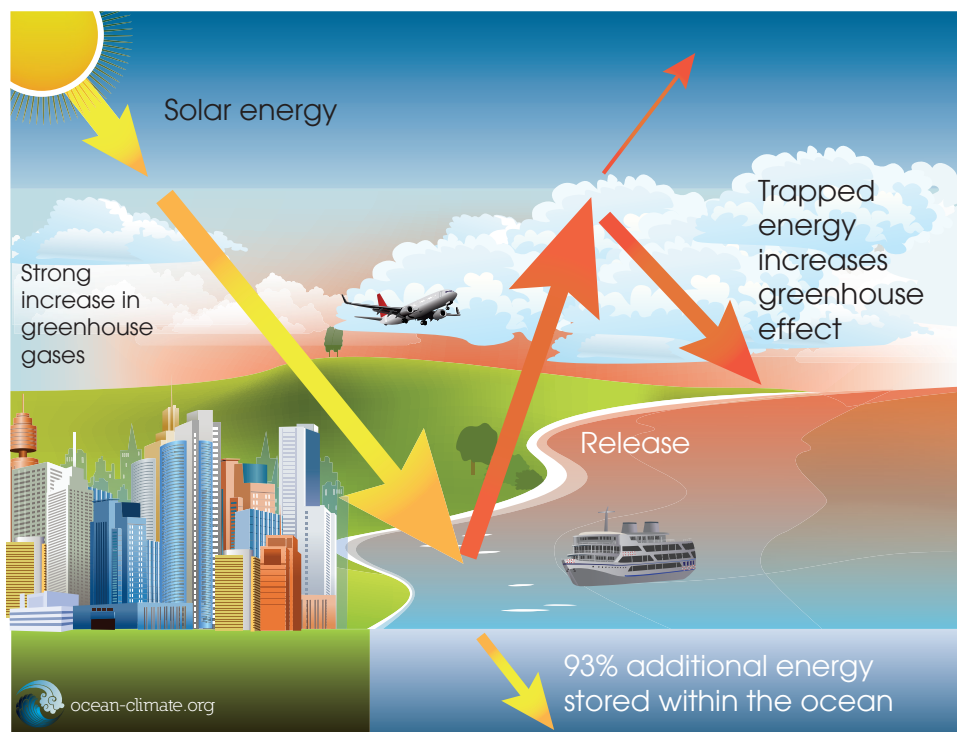 Solar energy
Strong
increase in
greenhouse
gases
Trapped
energy
increases
greenhouse
effect
Release
93% additional energy
stored within the ocean
ocean-climate.org